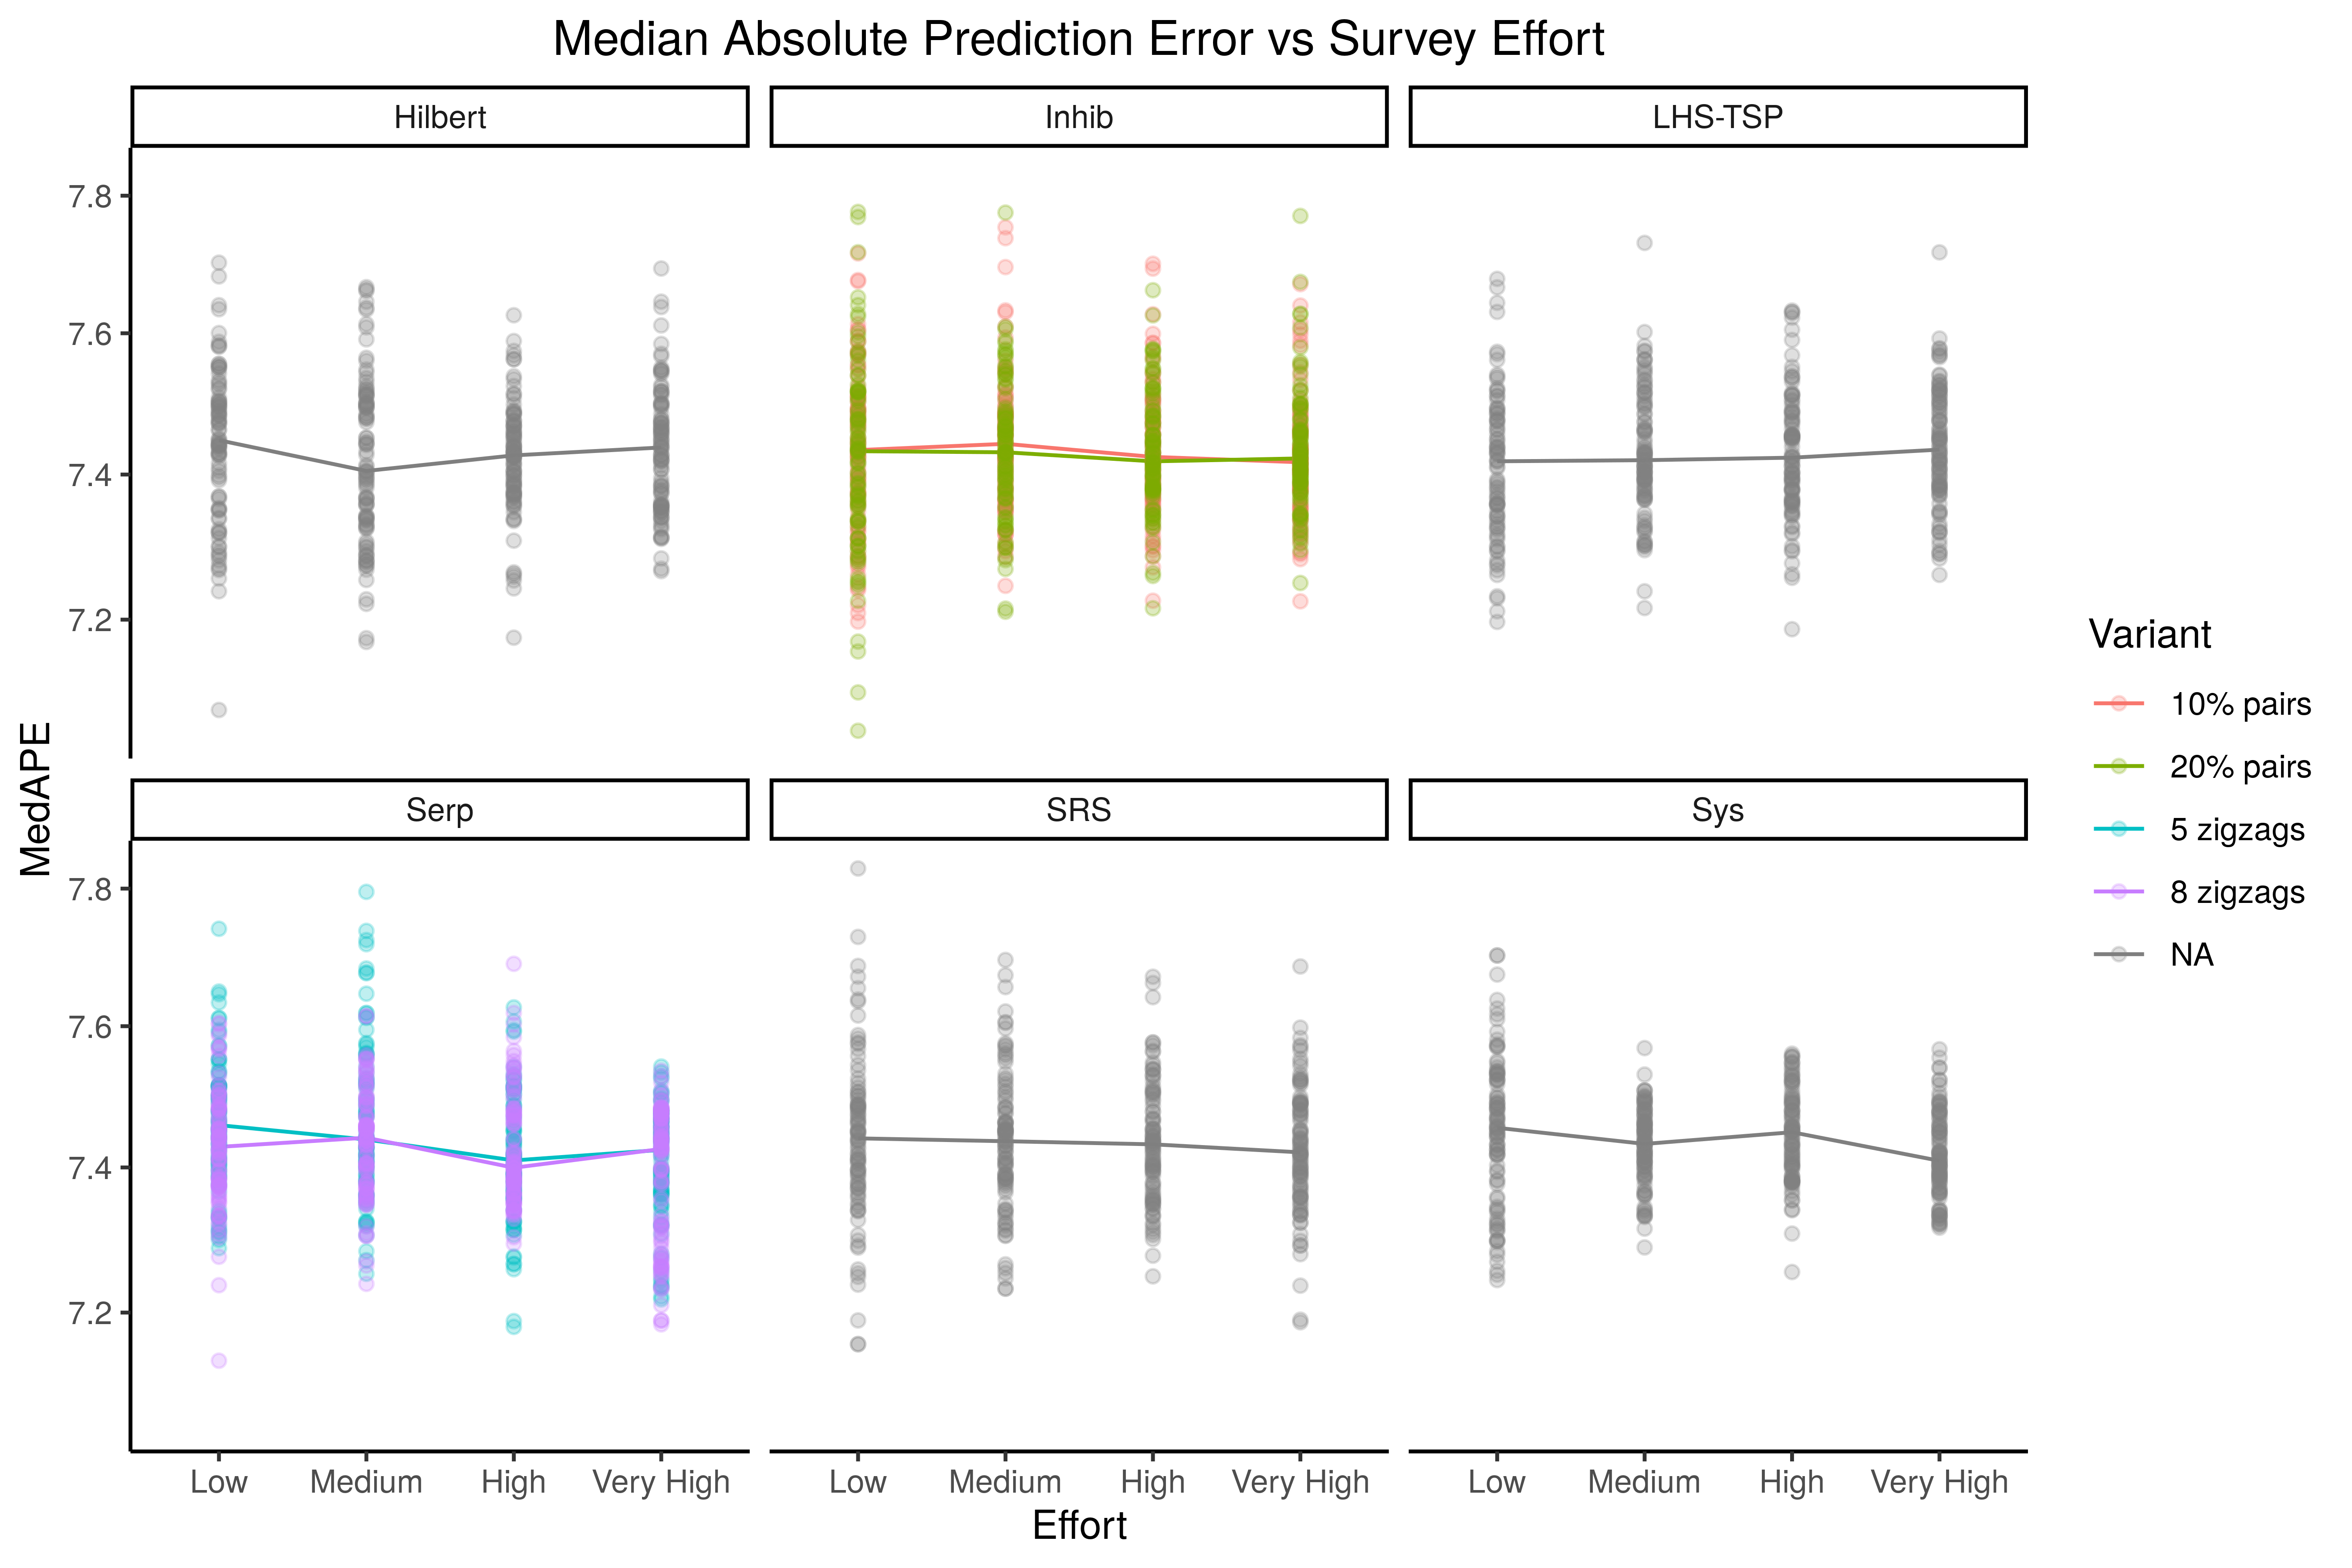 Median Absolute Prediction Error vs Survey Effort
Hilbert
Inhib
LHS-TSP
7.8
7.6
7.4
7.2
Serp
SRS
Sys
7.8
7.6
7.4
7.2
MedAPE
Low Medium High Very High
Low Medium High Very High
Low Medium High Very High
Effort
Variant
10% pairs
20% pairs
5 zigzags
8 zigzags
NA